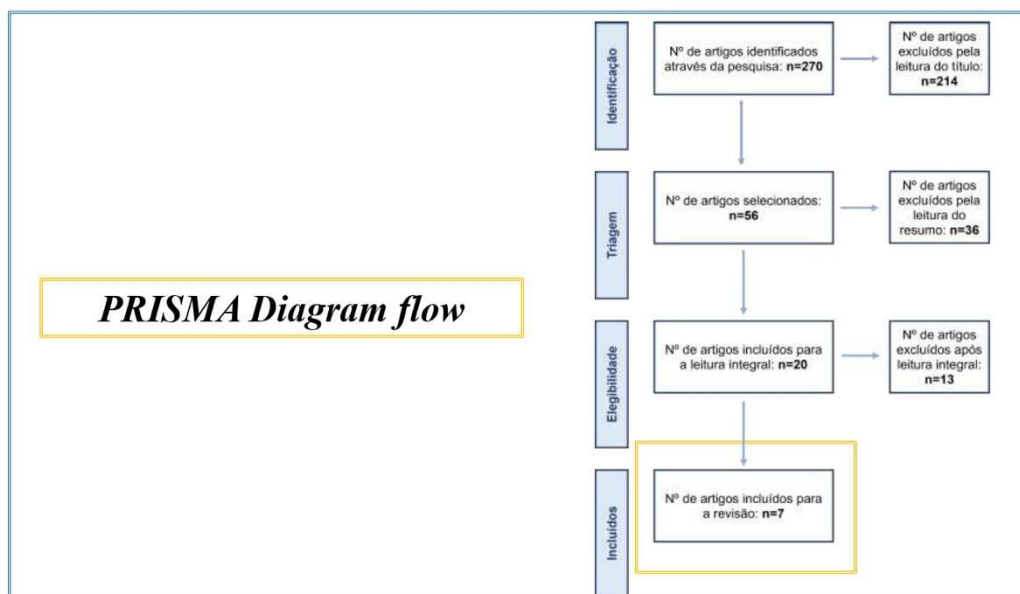 PRISMA Diagram flow
Identificação
Nº de artigos identificados
através da pesquisa: n=270
Nº de artigos
excluídos pela
leitura do título:
n=214
Triagem
Nº de artigos selecionados:
n=56
Nº de artigos
excluídos pela
leitura do
resumo: n=36
Elegibilidade
Nº de artigos incluídos para
a leitura integral: n=20
Nº de artigos
excluídos após
leitura integral:
n=13
Incluídos
Nº de artigos incluídos para
a revisão: n=7